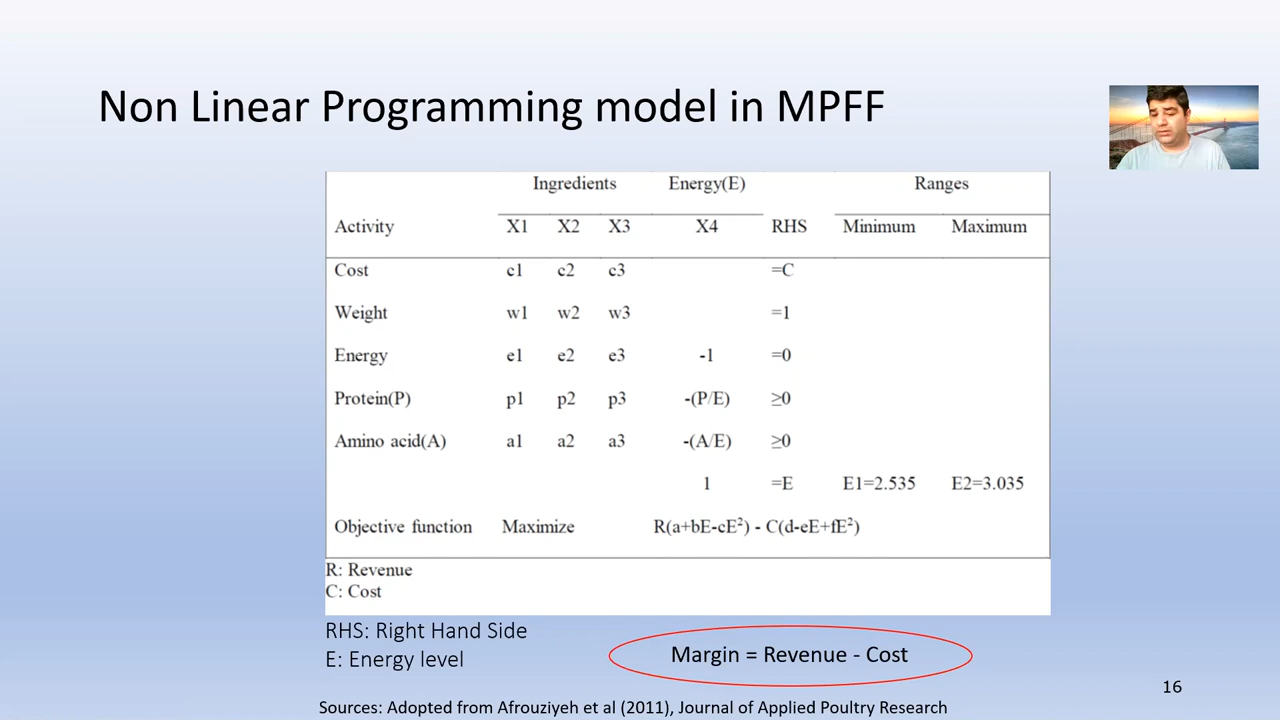 Non Linear Programming model in MPFF
Ingredients Energy(E) Ranges
Activity X1 X2 X3 X4 RHS Minimum Maximum
Cost c1 c2 c3 =C
Weight w1 w2 w3 =1
Energy e1 e2 e3 -1 =0
Protein(P) p1 p2 p3 -(P/E) ≥0
Amino acid(A) a1 a2 a3 -(A/E) ≥0
1 =E E1=2.535 E2=3.035
Objective function Maximize R(a+bE-cE²) - C(d-eE+fE²)
R: Revenue
C: Cost
RHS: Right Hand Side
E: Energy level
Margin = Revenue - Cost
16
Sources: Adopted from Afrouziyeh et al (2011), Journal of Applied Poultry Research